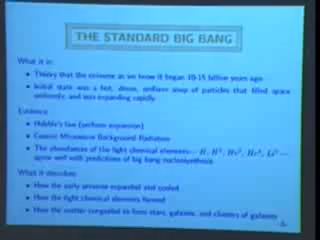 THE STANDARD BIG BANG
What it is:
Theory that the universe as we know it began 10-15 billion years ago
Initial state was a hot, dense, uniform soup of particles that filled space
uniformly, and was expanding rapidly
Evidence
Hubble's law (uniform expansion)
Cosmic Microwave Background Radiation
The abundances of the light chemical elements— H, H², He³, He⁴, Li⁷ —
agree well with predictions of big bang nucleosynthesis
What it describes:
How the early universe expanded and cooled
How the light chemical elements formed
How the matter congealed to form stars, galaxies, and clusters of galaxies